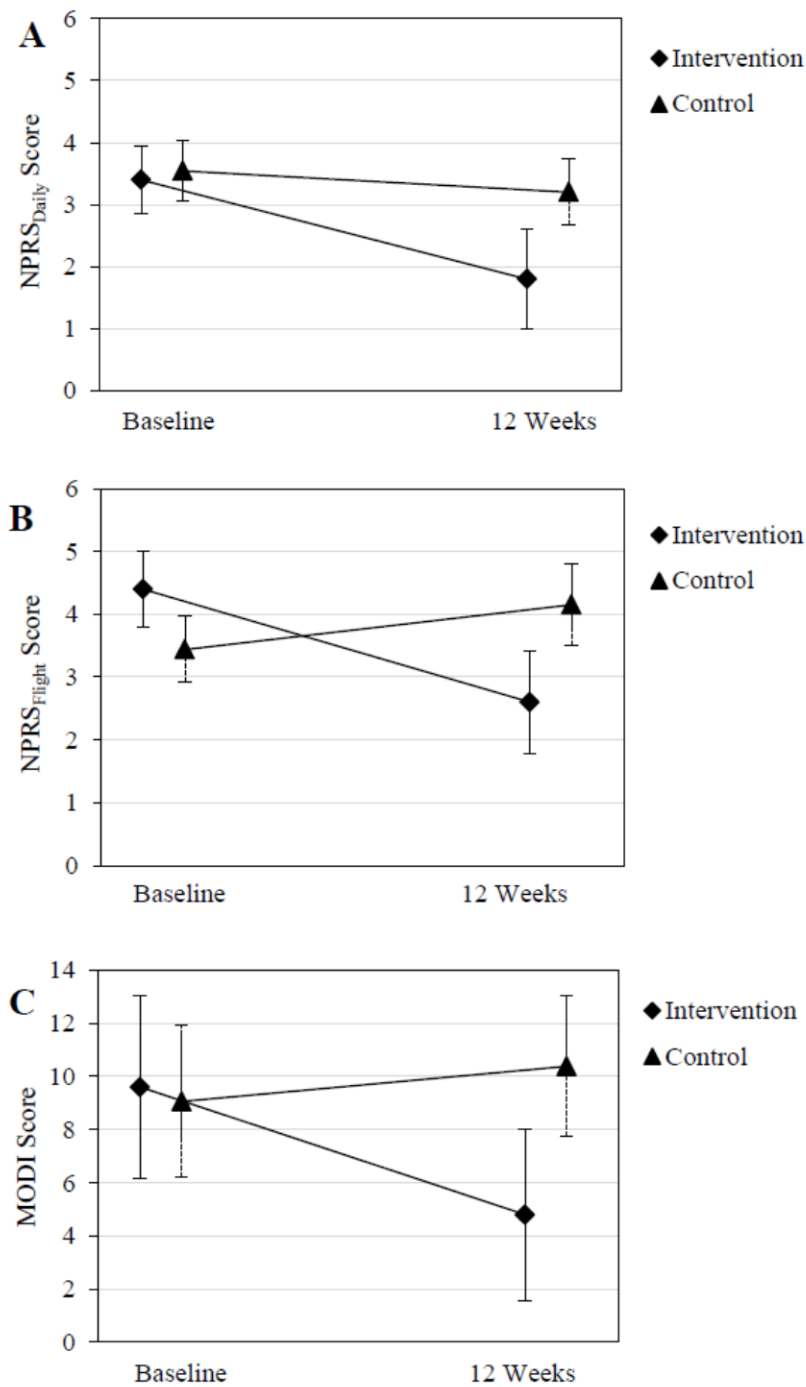 A
NPRSDaily Score
6
5
4
3
2
1
0
Baseline
12 Weeks
Intervention
Control
B
NPRSFlight Score
6
5
4
3
2
1
0
Baseline
12 Weeks
Intervention
Control
C
MODI Score
14
12
10
8
6
4
2
0
Baseline
12 Weeks
Intervention
Control